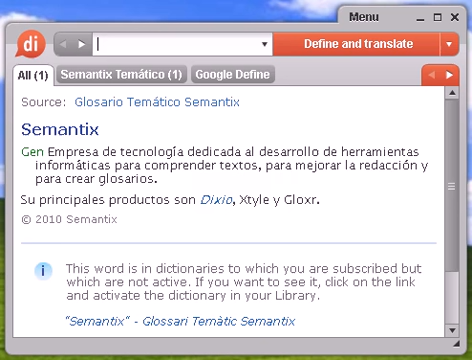 Menu
di
Define and translate
All (1)
Semantix Temático (1)
Google Define
Source: Glosario Temático Semantix
Semantix
Gen Empresa de tecnología dedicada al desarrollo de herramientas
informáticas para comprender textos, para mejorar la redacción y
para crear glosarios.
Su principales producto son Dixio, Xtyle y Gloxr.
© 2010 Semantix
This word is in dictionaries to which you are subscribed but
which are not active. If you want to see it, click on the link
and activate the dictionary in your Library.
"Semantix" - Glossari Temàtic Semantix